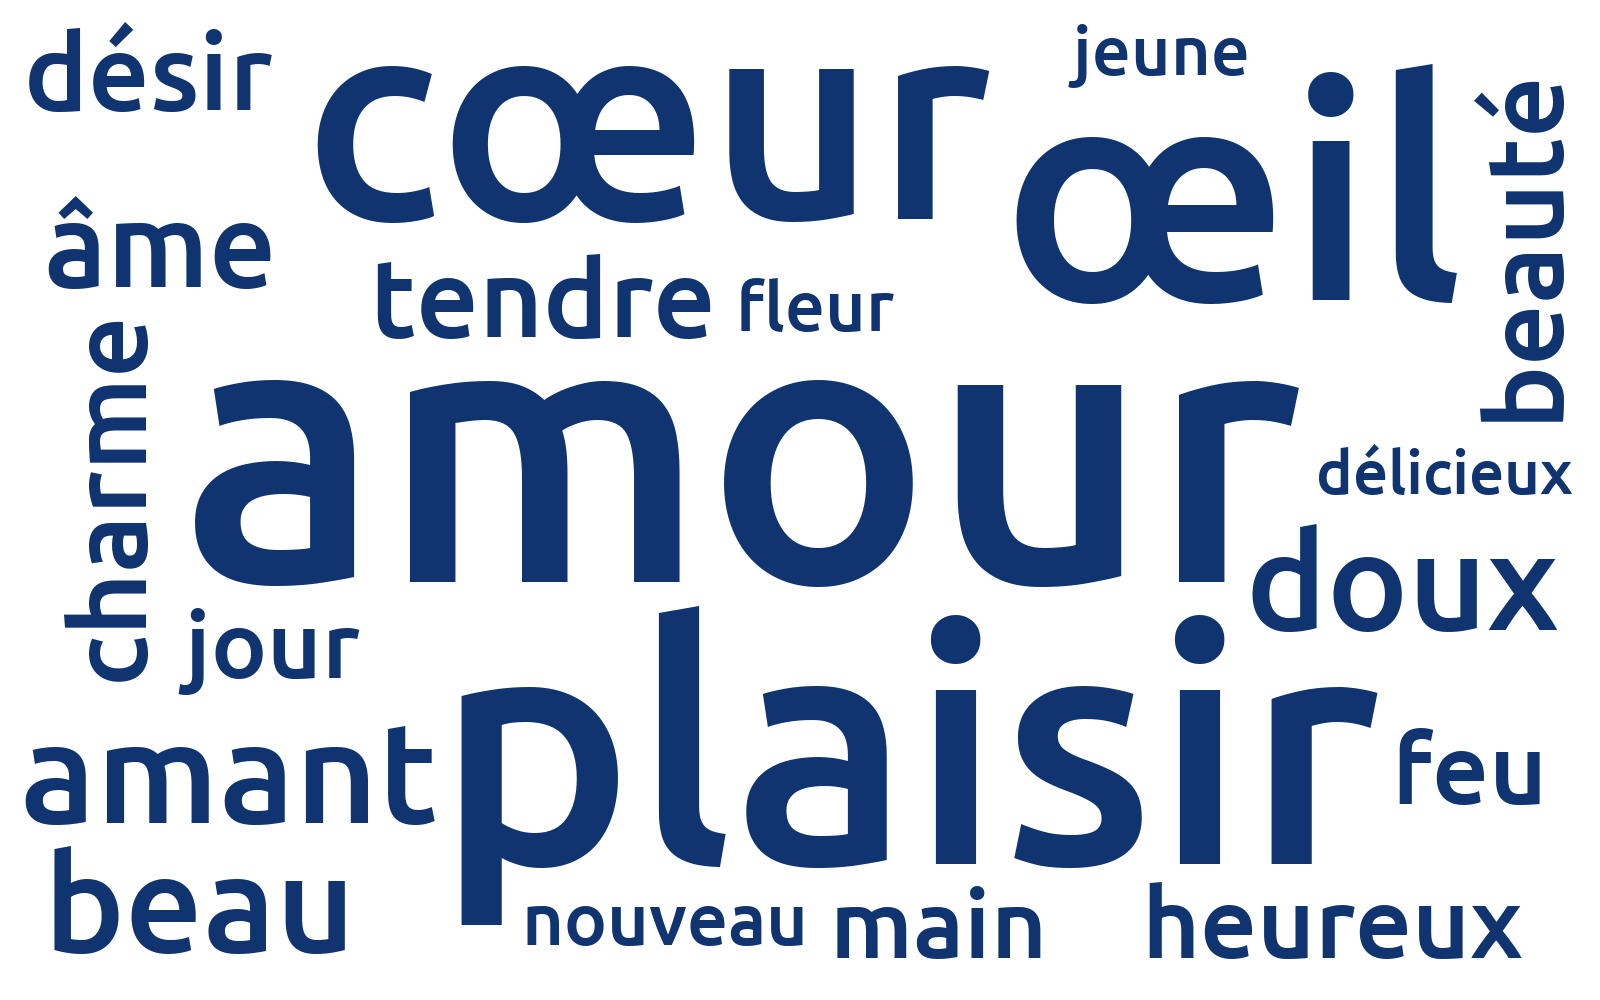 désir
cœur
jeune
œil
beauté
âme
tendre
fleur
charme
amour
délicieux
doux
jour
plaisir
amant
feu
beau
nouveau
main
heureux